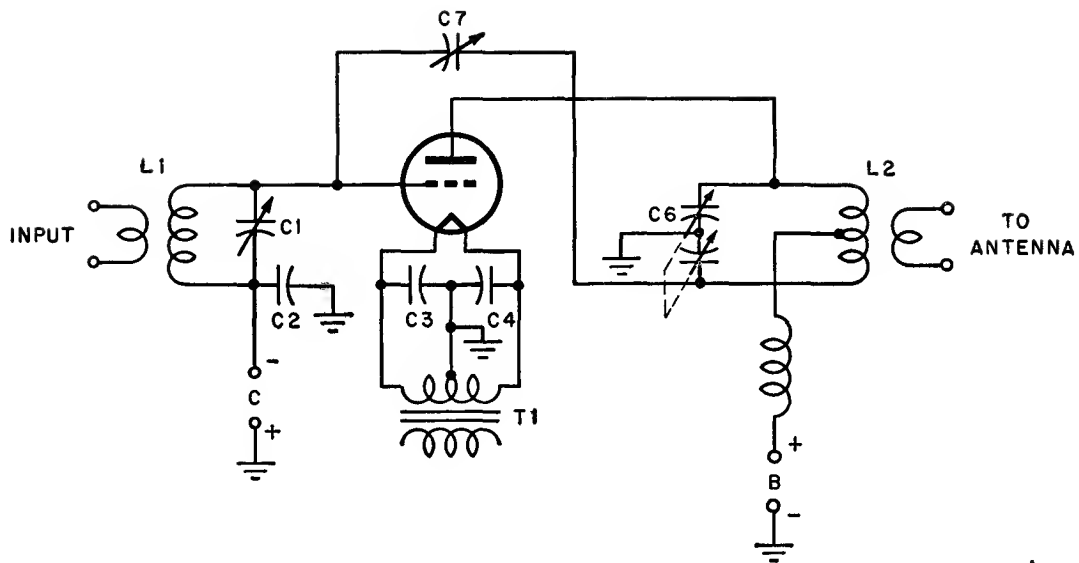 C7
L1
L2
C6
C1
INPUT
TO
ANTENNA
C2
C3
C4
-
C
+
T1
+
B
-